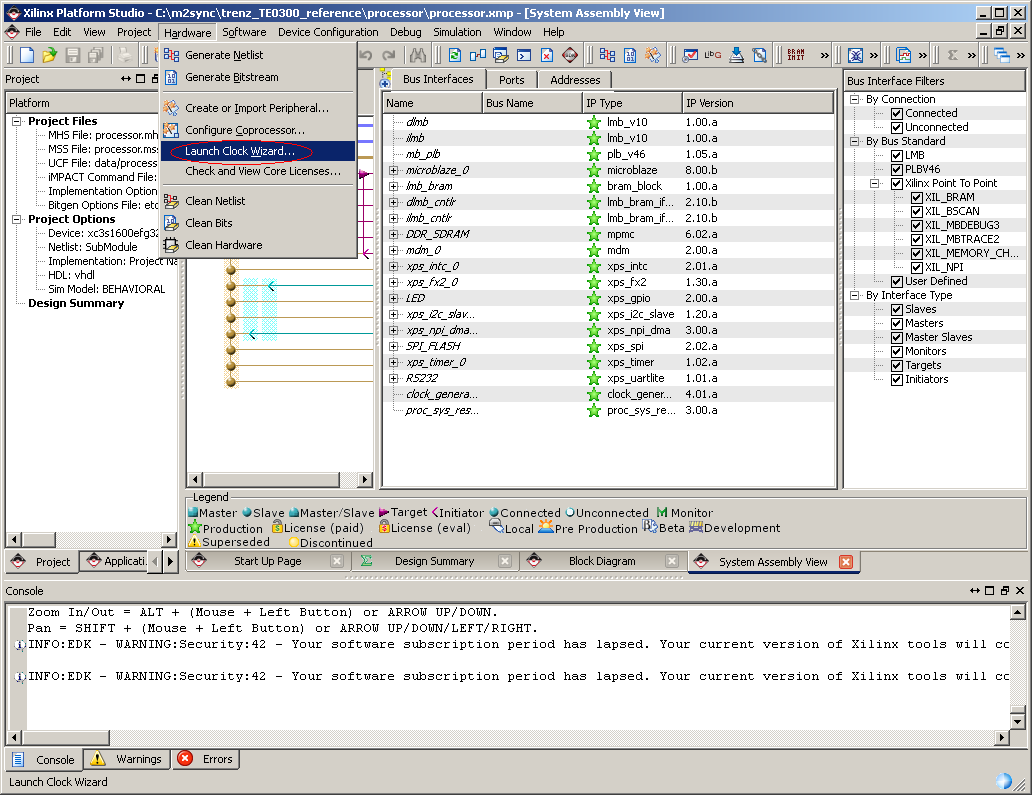 Xilinx Platform Studio - C:\m2sync\trenz_TE0300_reference\processor\processor.xmp - [System Assembly View]
File Edit View Project Hardware Software Device Configuration Debug Simulation Window Help
Generate Netlist
Generate Bitstream
Create or Import Peripheral...
Configure Coprocessor...
Launch Clock Wizard...
Check and View Core Licenses...
Clean Netlist
Clean Bits
Clean Hardware
Project
Platform
Project Files
MHS File: processor.mh
MSS File: processor.ms
UCF File: data/process
iMPACT Command File:
Implementation Option
Bitgen Options File: etc
Project Options
Device: xc3s1600efg32
Netlist: SubModule
Implementation: Project Na
HDL: vhdl
Sim Model: BEHAVIORAL
Design Summary
Bus Interfaces Ports Addresses
Name Bus Name IP Type IP Version
dlmb lmb_v10 1.00.a
ilmb lmb_v10 1.00.a
mb_plb plb_v46 1.05.a
microblaze_0 microblaze 8.00.b
lmb_bram bram_block 1.00.a
dlmb_cntlr lmb_bram_if... 2.10.b
ilmb_cntlr lmb_bram_if... 2.10.b
DDR_SDRAM mpmc 6.02.a
mdm_0 mdm 2.00.a
xps_intc_0 xps_intc 2.01.a
xps_fx2_0 xps_fx2 1.30.a
LED xps_gpio 2.00.a
xps_i2c_slav... xps_i2c_slave 1.20.a
xps_npi_dma... xps_npi_dma 3.00.a
SPI_FLASH xps_spi 2.02.a
xps_timer_0 xps_timer 1.02.a
RS232 xps_uartlite 1.01.a
clock_genera... clock_gener... 4.01.a
proc_sys_res... proc_sys_re... 3.00.a
Bus Interface Filters
By Connection
Connected
Unconnected
By Bus Standard
LMB
PLBV46
Xilinx Point To Point
XIL_BRAM
XIL_BSCAN
XIL_MBDEBUG3
XIL_MBTRACE2
XIL_MEMORY_CH...
XIL_NPI
User Defined
By Interface Type
Slaves
Masters
Master Slaves
Monitors
Targets
Initiators
Legend
Master Slave Master/Slave Target Initiator Connected Unconnected M Monitor
Production License (paid) License (eval) Local Pre Production Beta Development
Superseded Discontinued
Project Applicati
Start Up Page Design Summary Block Diagram System Assembly View
Console
Zoom In/Out = ALT + (Mouse + Left Button) or ARROW UP/DOWN.
Pan = SHIFT + (Mouse + Left Button) or ARROW UP/DOWN/LEFT/RIGHT.
INFO:EDK - WARNING:Security:42 - Your software subscription period has lapsed. Your current version of Xilinx tools will co
INFO:EDK - WARNING:Security:42 - Your software subscription period has lapsed. Your current version of Xilinx tools will co
Console Warnings Errors
Launch Clock Wizard